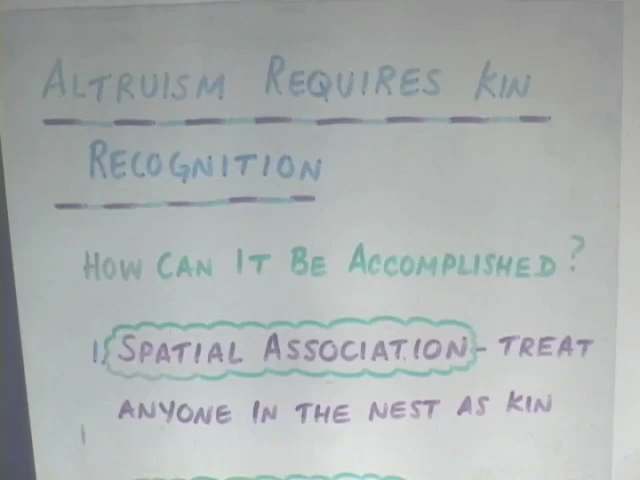 ALTRUISM REQUIRES KIN
RECOGNITION
HOW CAN IT BE ACCOMPLISHED?
1. SPATIAL ASSOCIATION - TREAT
ANYONE IN THE NEST AS KIN